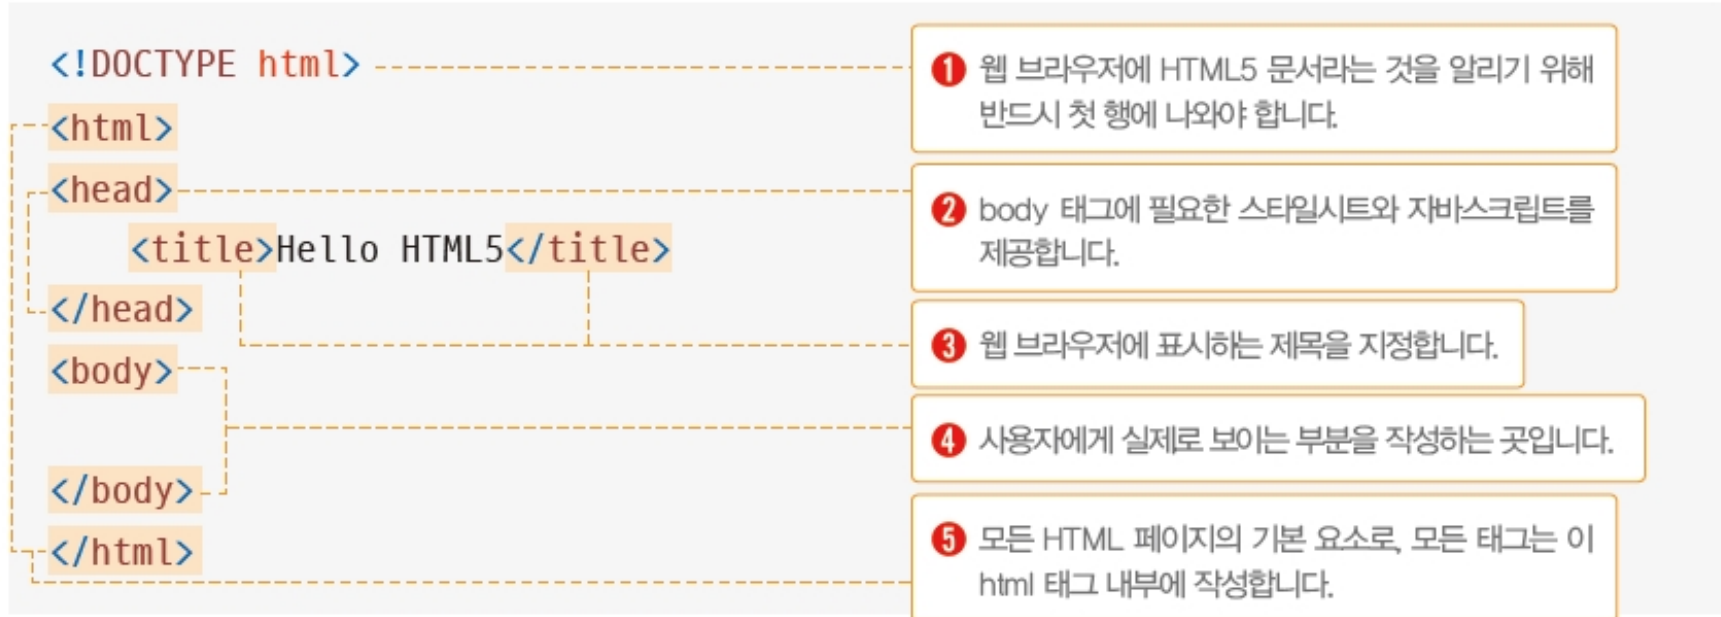 <!DOCTYPE html>
<html>
<head>
<title>Hello HTML5</title>
</head>
<body>
</body>
</html>
❶ 웹 브라우저에 HTML5 문서라는 것을 알리기 위해
반드시 첫 행에 나와야 합니다.
❷ body 태그에 필요한 스타일시트와 자바스크립트를
제공합니다.
❸ 웹 브라우저에 표시하는 제목을 지정합니다.
❹ 사용자에게 실제로 보이는 부분을 작성하는 곳입니다.
❺ 모든 HTML 페이지의 기본 요소로, 모든 태그는 이
html 태그 내부에 작성합니다.